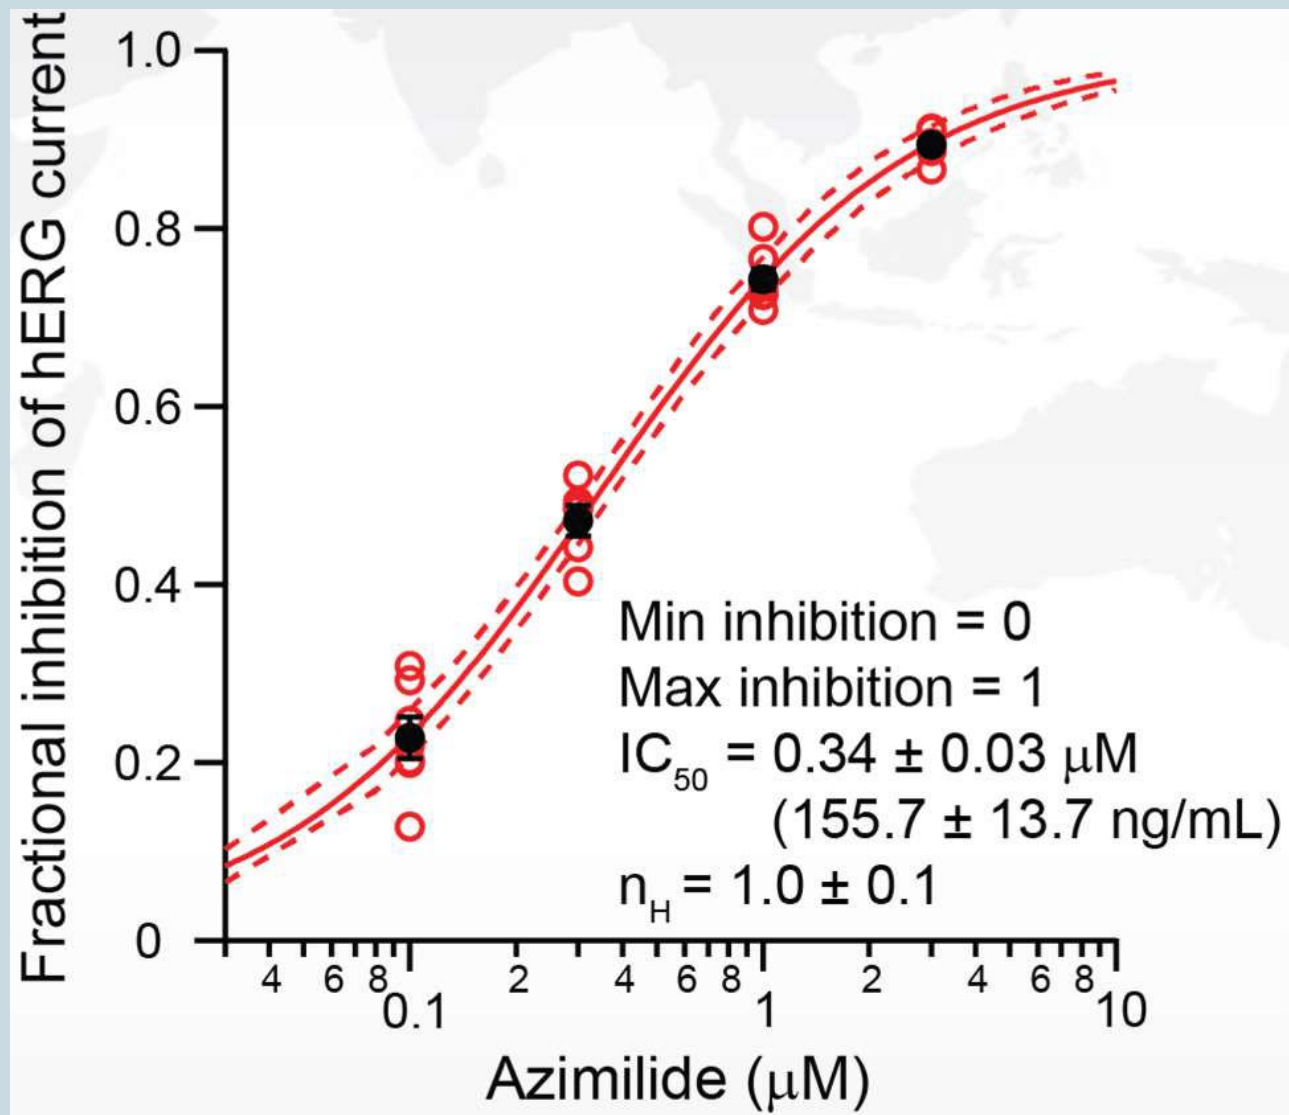 Fractional inhibition of hERG current
1.0
0.8
0.6
0.4
0.2
0
Min inhibition = 0
Max inhibition = 1
IC50 = 0.34 ± 0.03 µM
(155.7 ± 13.7 ng/mL)
nH = 1.0 ± 0.1
4 6 8 2 4 6 8 2 4 6 8
0.1 1 10
Azimilide (µM)